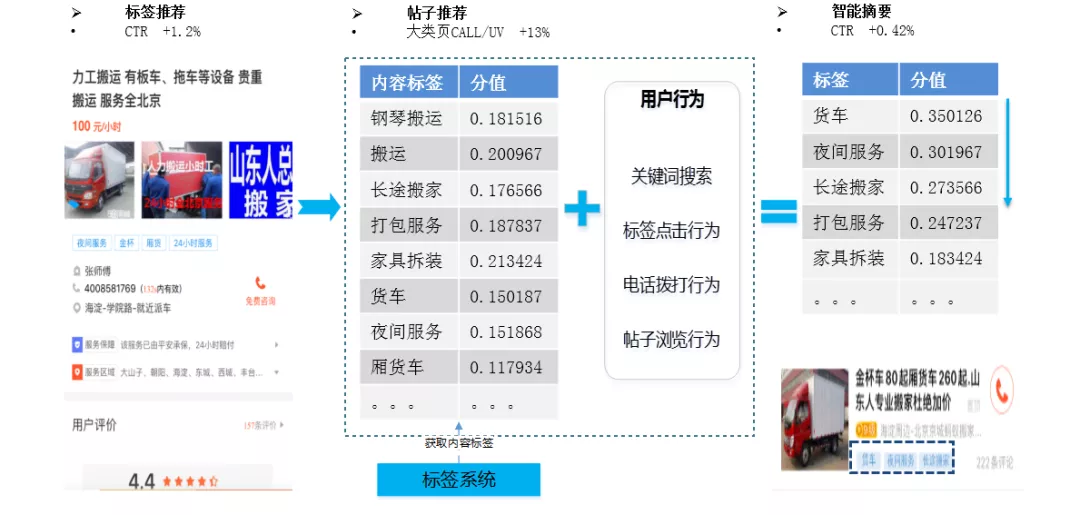 标签推荐
CTR +1.2%
力工搬运 有板车、拖车等设备 贵重
搬运 服务全北京
100 元/小时
人力搬运小时工
山东人总
搬家
夜间服务 金杯 厢货 24小时服务
张师傅
4008581769
免费咨询
海淀-学院路-就近派车
服务保障 该服务已由平安承保，24小时赔付
服务区域 大山子、朝阳、海淀、东城、西城、丰台...
用户评价
157条评价
4.4
帖子推荐
大类页CALL/UV +13%
内容标签 分值
钢琴搬运 0.181516
搬运 0.200967
长途搬家 0.176566
打包服务 0.187837
家具拆装 0.213424
货车 0.150187
夜间服务 0.151868
厢货车 0.117934
。。。 。。。
获取内容标签
标签系统
用户行为
关键词搜索
标签点击行为
电话拨打行为
帖子浏览行为
智能摘要
CTR +0.42%
标签 分值
货车 0.350126
夜间服务 0.301967
长途搬家 0.273566
打包服务 0.247237
家具拆装 0.183424
。。。 。。。
金杯车80起厢货车260起.山
东人专业搬家杜绝加价
海淀周边-北京京城蚂蚁搬家...
货车 夜间服务 长途搬家
222条评论